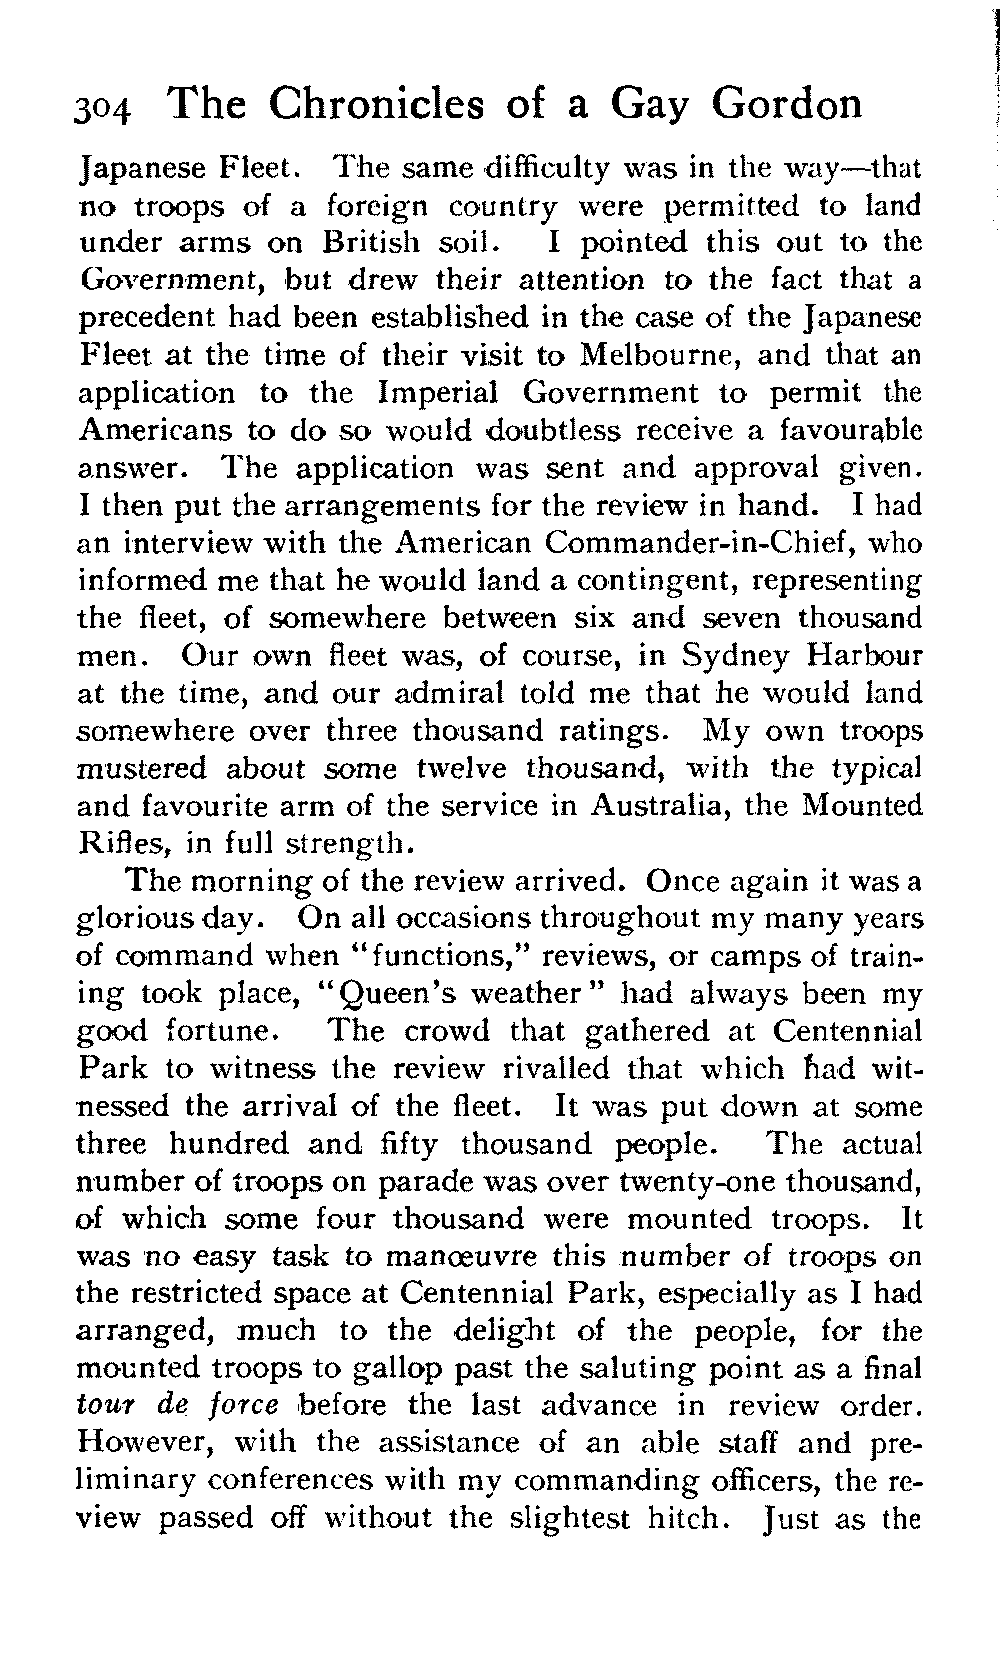 304 The Chronicles of a Gay Gordon
Japanese Fleet. The same difficulty was in the way—that
no troops of a foreign country were permitted to land
under arms on British soil. I pointed this out to the
Government, but drew their attention to the fact that a
precedent had been established in the case of the Japanese
Fleet at the time of their visit to Melbourne, and that an
application to the Imperial Government to permit the
Americans to do so would doubtless receive a favourable
answer. The application was sent and approval given.
I then put the arrangements for the review in hand. I had
an interview with the American Commander-in-Chief, who
informed me that he would land a contingent, representing
the fleet, of somewhere between six and seven thousand
men. Our own fleet was, of course, in Sydney Harbour
at the time, and our admiral told me that he would land
somewhere over three thousand ratings. My own troops
mustered about some twelve thousand, with the typical
and favourite arm of the service in Australia, the Mounted
Rifles, in full strength.
The morning of the review arrived. Once again it was a
glorious day. On all occasions throughout my many years
of command when “functions,” reviews, or camps of train-
ing took place, “Queen's weather” had always been my
good fortune. The crowd that gathered at Centennial
Park to witness the review rivalled that which had wit-
nessed the arrival of the fleet. It was put down at some
three hundred and fifty thousand people. The actual
number of troops on parade was over twenty-one thousand,
of which some four thousand were mounted troops. It
was no easy task to manœuvre this number of troops on
the restricted space at Centennial Park, especially as I had
arranged, much to the delight of the people, for the
mounted troops to gallop past the saluting point as a final
tour de force before the last advance in review order.
However, with the assistance of an able staff and pre-
liminary conferences with my commanding officers, the re-
view passed off without the slightest hitch. Just as the